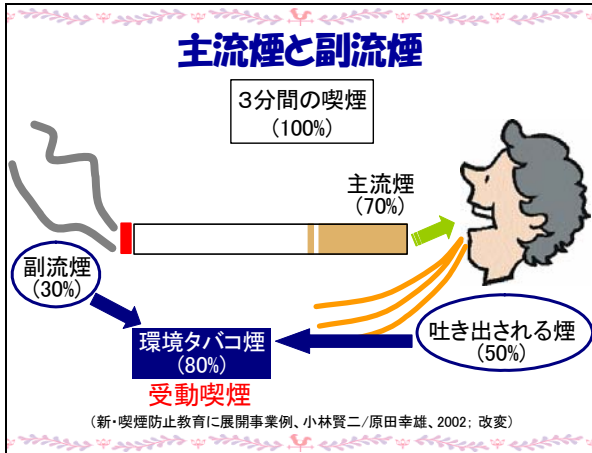 主流煙と副流煙
3分間の喫煙
(100%)
主流煙
(70%)
副流煙
(30%)
環境タバコ煙
(80%)
受動喫煙
吐き出される煙
(50%)
(新・喫煙防止教育に展開事業例、小林賢二/原田幸雄、2002; 改変)